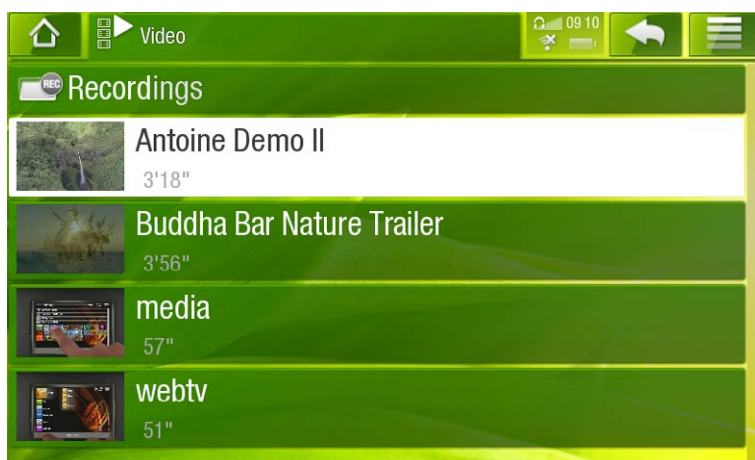 Video
09 10
REC
Recordings
Antoine Demo II
3'18"
Buddha Bar Nature Trailer
3'56"
media
57"
webtv
51"